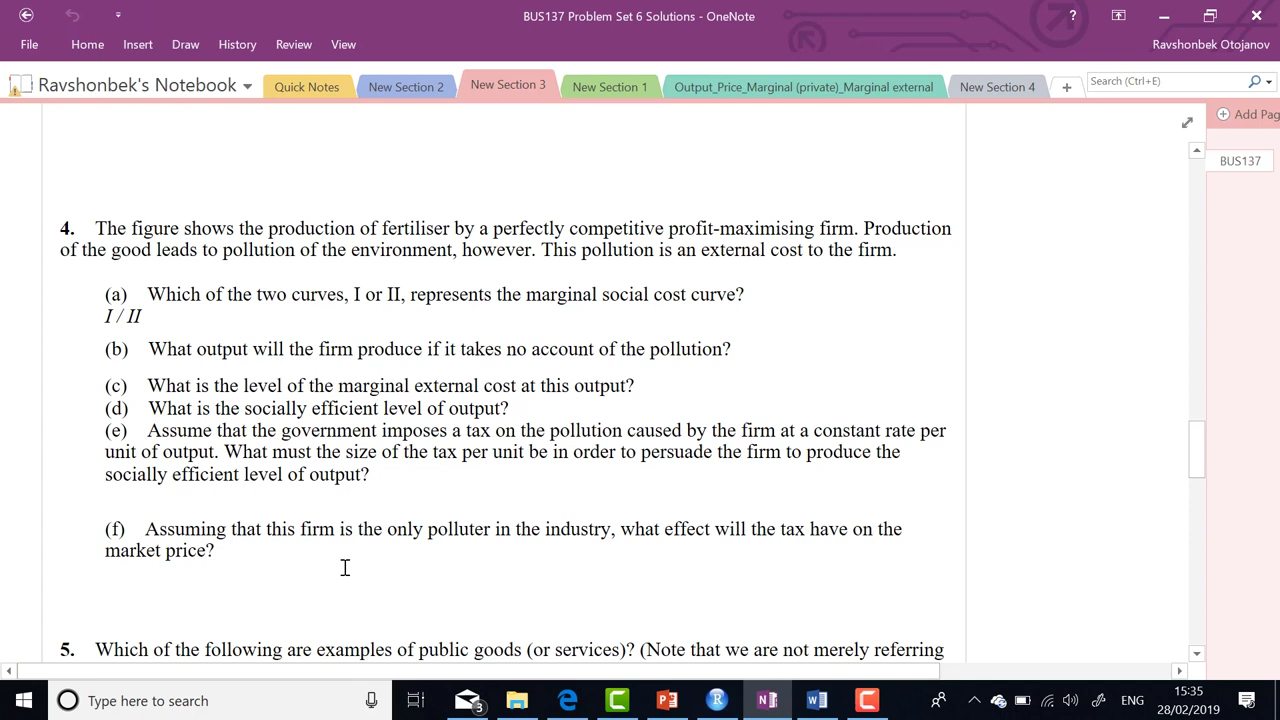 BUS137 Problem Set 6 Solutions - OneNote
?
File Home Insert Draw History Review View
Ravshonbek Otojanov
Ravshonbek's Notebook
Quick Notes
New Section 2
New Section 3
New Section 1
Output_Price_Marginal (private)_Marginal external
New Section 4
+
Search (Ctrl+E)
Add Pag
BUS137
4. The figure shows the production of fertiliser by a perfectly competitive profit-maximising firm. Production
of the good leads to pollution of the environment, however. This pollution is an external cost to the firm.
(a) Which of the two curves, I or II, represents the marginal social cost curve?
I / II
(b) What output will the firm produce if it takes no account of the pollution?
(c) What is the level of the marginal external cost at this output?
(d) What is the socially efficient level of output?
(e) Assume that the government imposes a tax on the pollution caused by the firm at a constant rate per
unit of output. What must the size of the tax per unit be in order to persuade the firm to produce the
socially efficient level of output?
(f) Assuming that this firm is the only polluter in the industry, what effect will the tax have on the
market price?
5. Which of the following are examples of public goods (or services)? (Note that we are not merely referring
Type here to search
3
ENG
15:35
28/02/2019